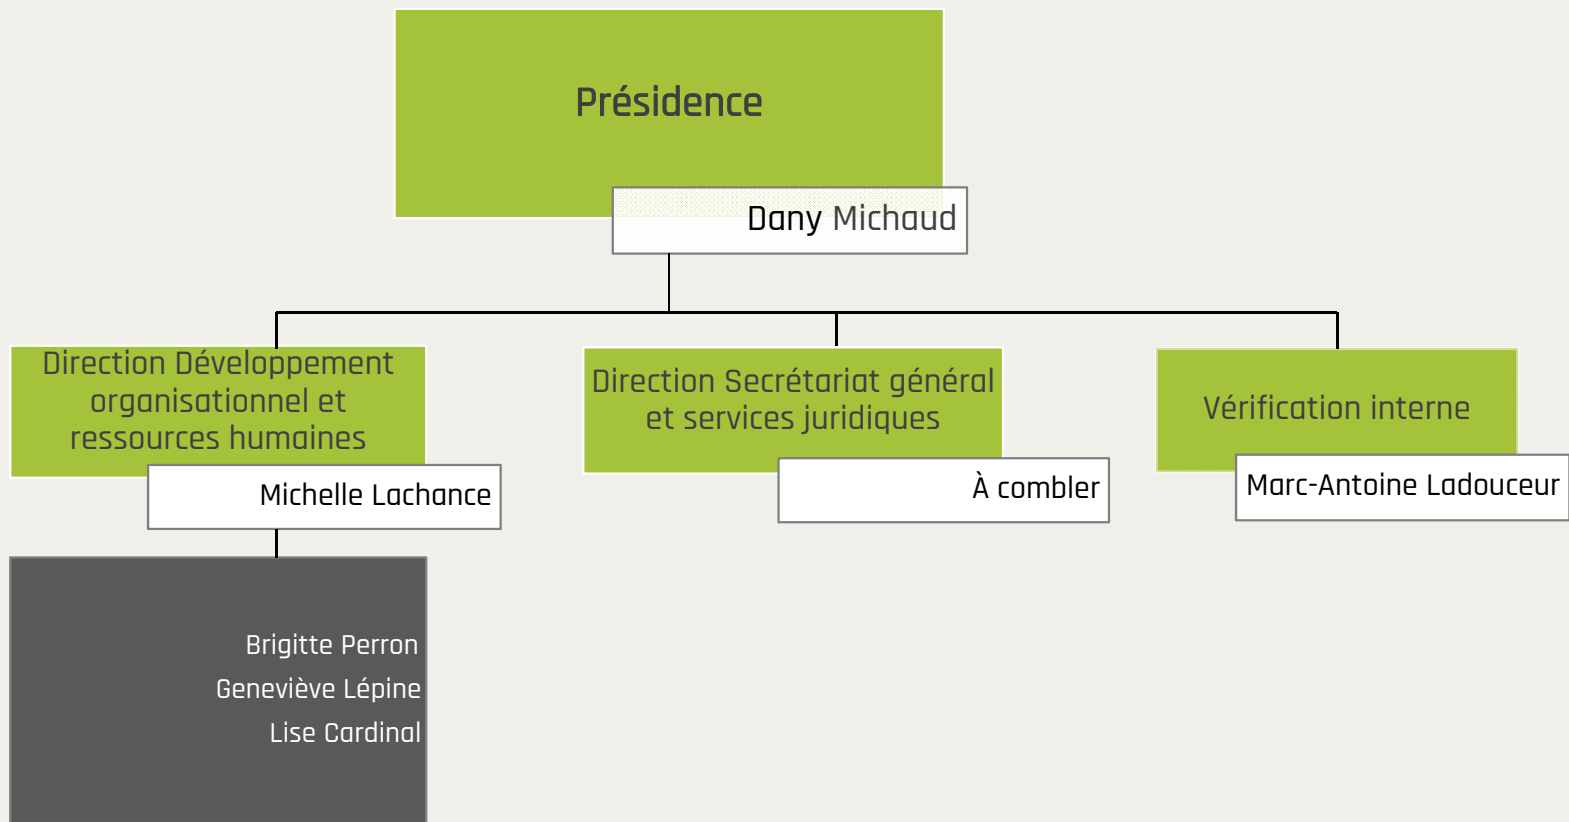 Présidence
Dany Michaud
Direction Développement
organisationnel et
ressources humaines
Michelle Lachance
Direction Secrétariat général
et services juridiques
À combler
Vérification interne
Marc-Antoine Ladouceur
Brigitte Perron
Geneviève Lépine
Lise Cardinal